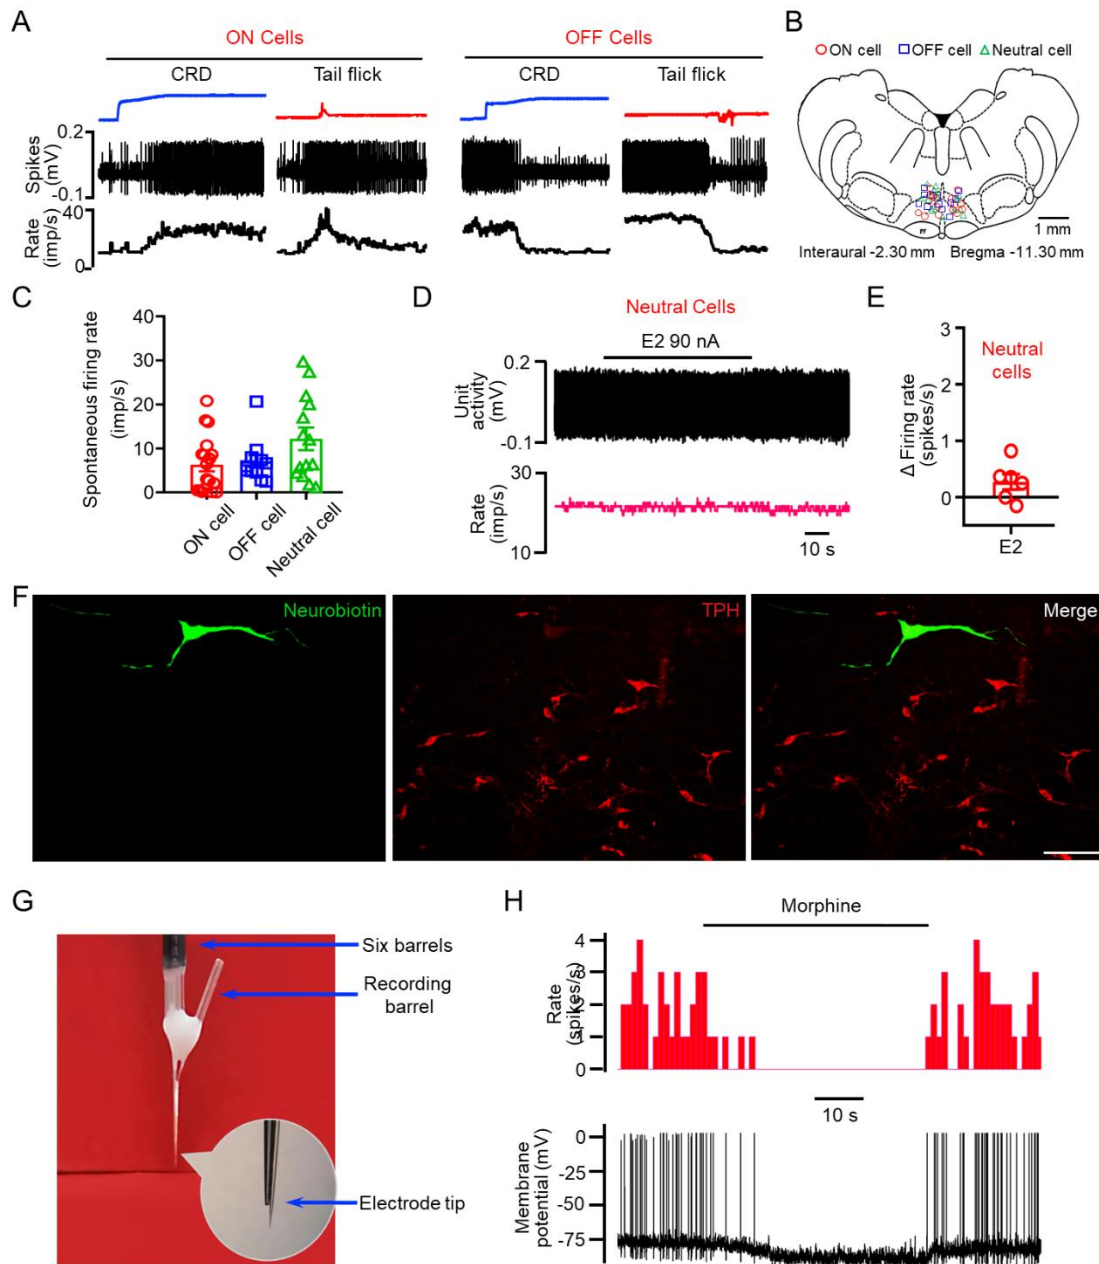 A
ON Cells
OFF Cells
CRD
Tail flick
CRD
Tail flick
Spikes
(mV)
0.2
-0.1
Rate
(imp/s)
40
0
B
ON cell
OFF cell
Neutral cell
1 mm
Interaural -2.30 mm
Bregma -11.30 mm
C
Spontaneous firing rate
(imp/s)
40
30
20
10
0
ON cell
OFF cell
Neutral cell
D
Neutral Cells
E2 90 nA
Unit
activity
(mV)
0.2
-0.1
Rate
(imp/s)
30
10
10 s
E
Δ Firing rate
(spikes/s)
3
2
1
0
Neutral
cells
E2
F
Neurobiotin
TPH
Merge
G
Six barrels
Recording
barrel
Electrode tip
H
Morphine
Rate
(spikes/s)
4
3
2
1
0
10 s
Membrane
potential (mV)
0
-25
-50
-75